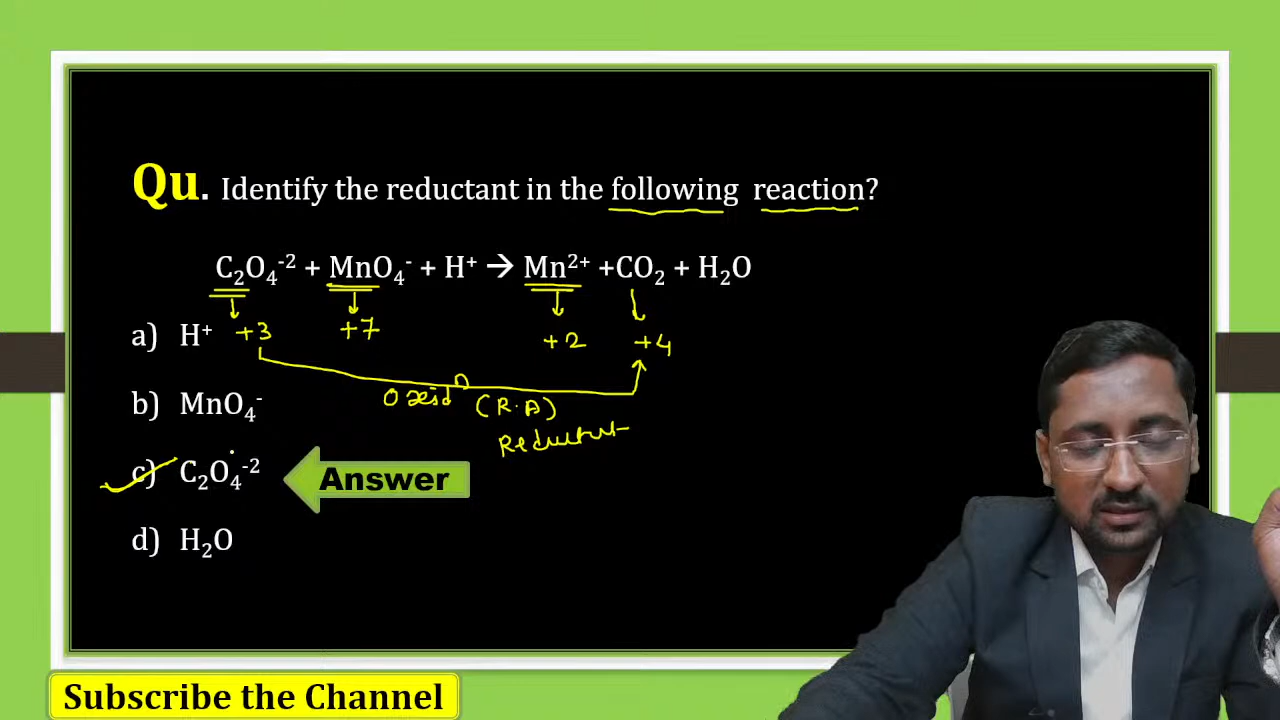 Qu. Identify the reductant in the following reaction?
C₂O₄⁻² + MnO₄⁻ + H⁺ → Mn²⁺ +CO₂ + H₂O
+3 +7 +2 +4
a) H⁺
b) MnO₄⁻
Oxidⁿ (R.A)
Reductant
c) C₂O₄⁻² Answer
d) H₂O
Subscribe the Channel